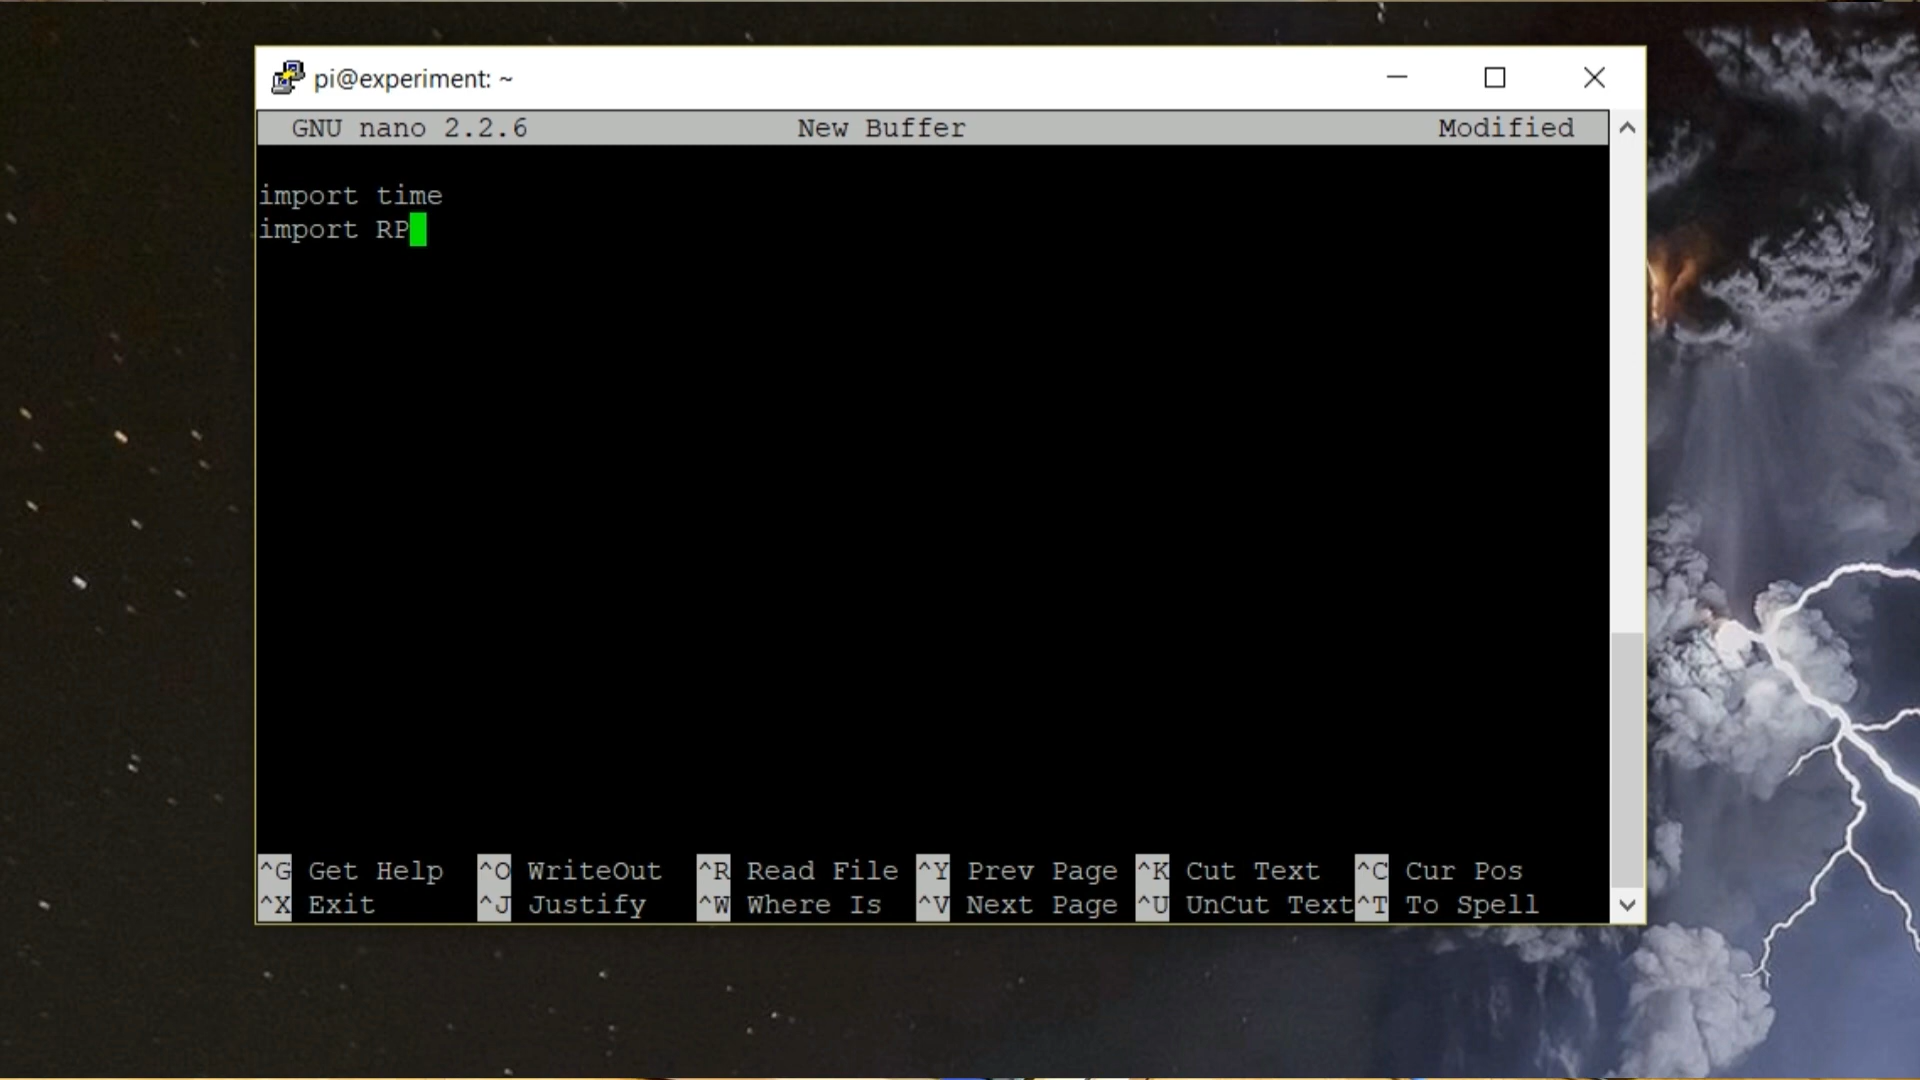 pi@experiment: ~
GNU nano 2.2.6 New Buffer Modified
import time
import RP
^G Get Help ^O WriteOut ^R Read File ^Y Prev Page ^K Cut Text ^C Cur Pos
^X Exit ^J Justify ^W Where Is ^V Next Page ^U UnCut Text ^T To Spell